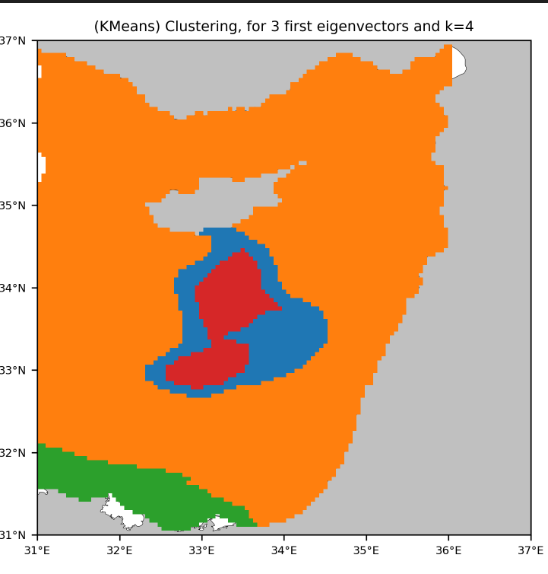 (KMeans) Clustering, for 3 first eigenvectors and k=4
37°N
36°N
35°N
34°N
33°N
32°N
31°N
31°E 32°E 33°E 34°E 35°E 36°E 37°E